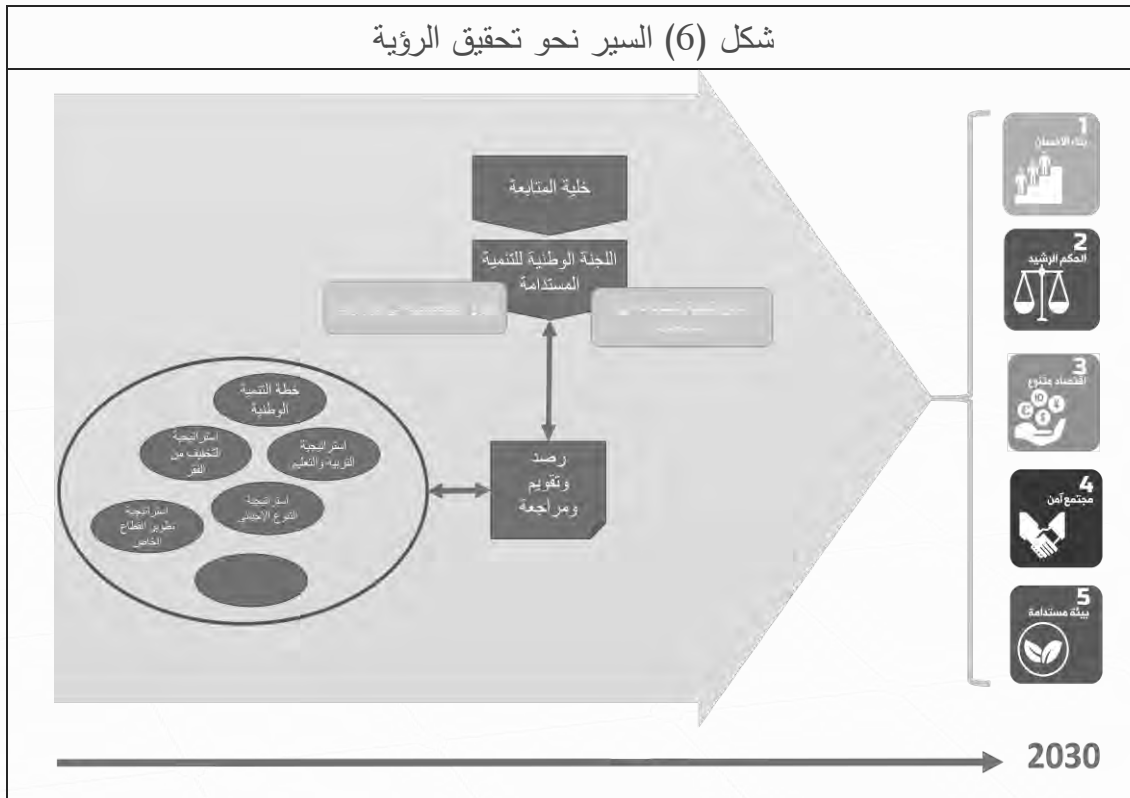 شكل (6) السير نحو تحقيق الرؤية
خلية المتابعة
اللجنة الوطنية للتنمية
المستدامة
خطة التنمية
الوطنية
استراتيجية
التخفيف من
الفقر
استراتيجية
التربية والتعليم
استراتيجية
التنوع الاحيائي
استراتيجية
تطوير القطاع
الخاص
رصد
وتقويم
ومراجعة
1
بناء الانسان
2
الحكم الرشيد
3
اقتصاد متنوع
4
مجتمع آمن
5
بيئة مستدامة
2030